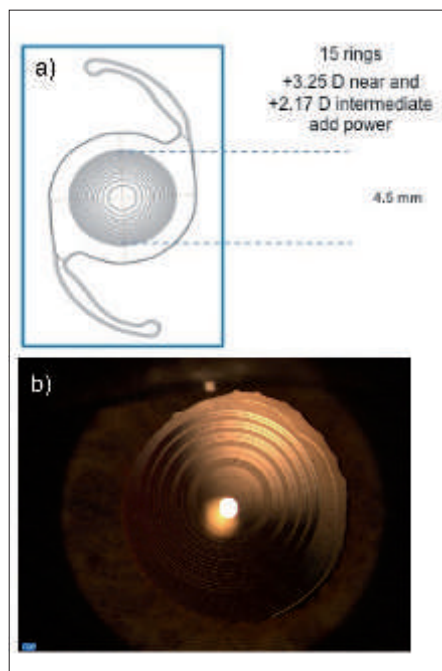 a)
15 rings
+3.25 D near and
+2.17 D intermediate
add power
4.5 mm
b)